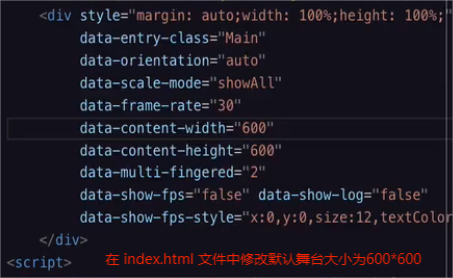 <div style="margin: auto;width: 100%;height: 100%;"
data-entry-class="Main"
data-orientation="auto"
data-scale-mode="showAll"
data-frame-rate="30"
data-content-width="600"
data-content-height="600"
data-multi-fingered="2"
data-show-fps="false" data-show-log="false"
data-show-fps-style="x:0,y:0,size:12,textColor
</div>
<script> 在 index.html 文件中修改默认舞台大小为600*600